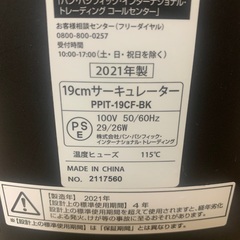 「パン・パシフィック・インターナショナル・
トレーディング コールセンター」
お客様相談センター(フリーダイヤル)
0800-800-0257
受付時間
10:00-17:00(土・日・祝日を除く)
2021年製
19cmサーキュレーター
PPIT-19CF-BK
PSE
100V 50/60Hz
29/26W
パン・パシフィック・
インターナショナル・トレーディング
温度ヒューズ 115℃
MADE IN CHINA
NO. 2117560
【製造年】2021年
【設計上の標準使用期間】4年
設計上の標準使用期間を超えて使用されますと、経年劣化
による発火・けが等の事故に至るおそれがあります。
※「設計上の標準使用期間」は「保証期間」とは異なります。